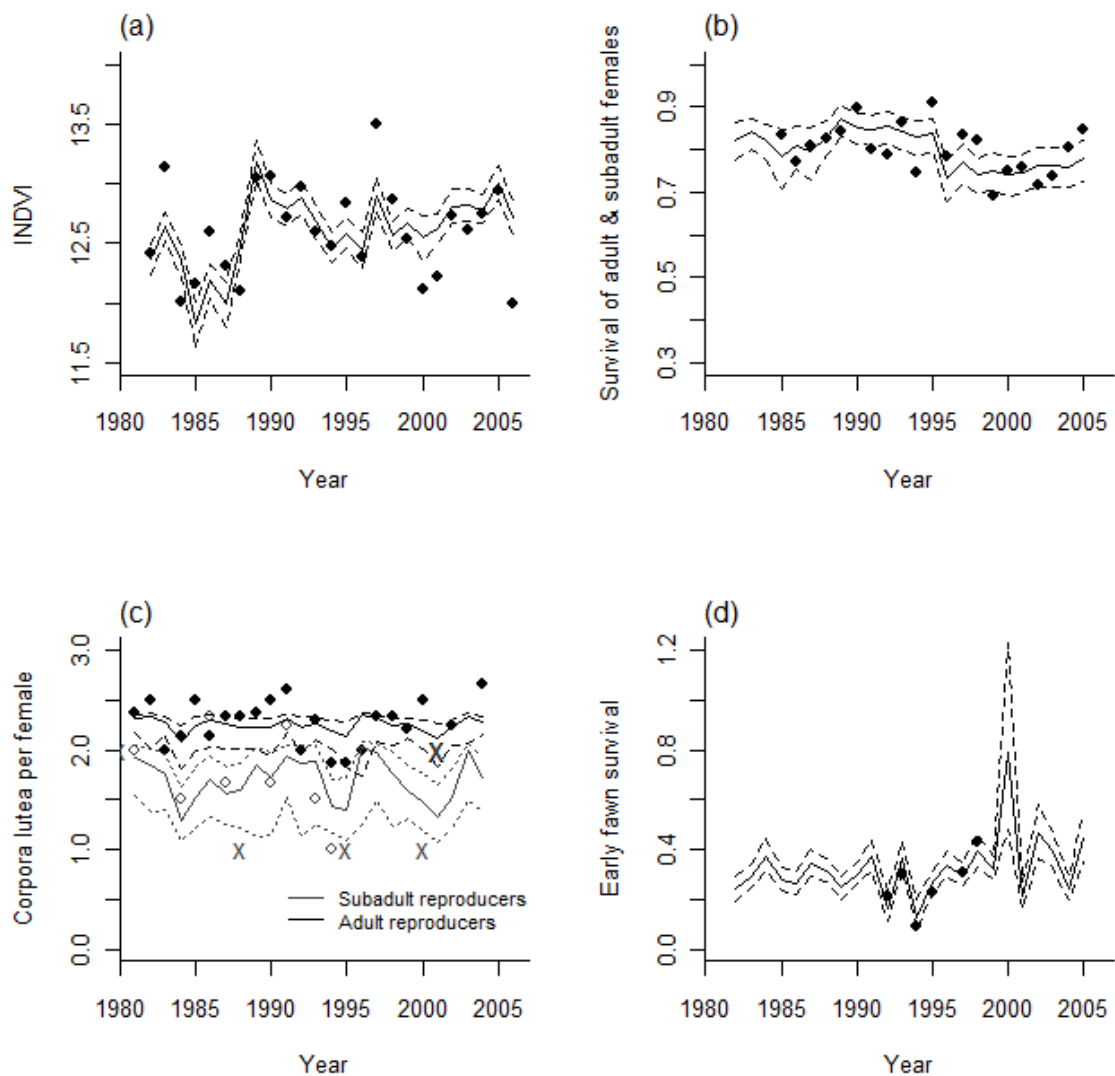 (a)
INDVI
13.5
12.5
11.5
1980 1985 1990 1995 2000 2005
Year
(b)
Survival of adult & subadult females
0.9
0.7
0.5
0.3
1980 1985 1990 1995 2000 2005
Year
(c)
Corpora lutea per female
3.0
2.0
1.0
0.0
X
X
X
X
Subadult reproducers
Adult reproducers
1980 1985 1990 1995 2000 2005
Year
(d)
Early fawn survival
1.2
0.8
0.4
0.0
1980 1985 1990 1995 2000 2005
Year